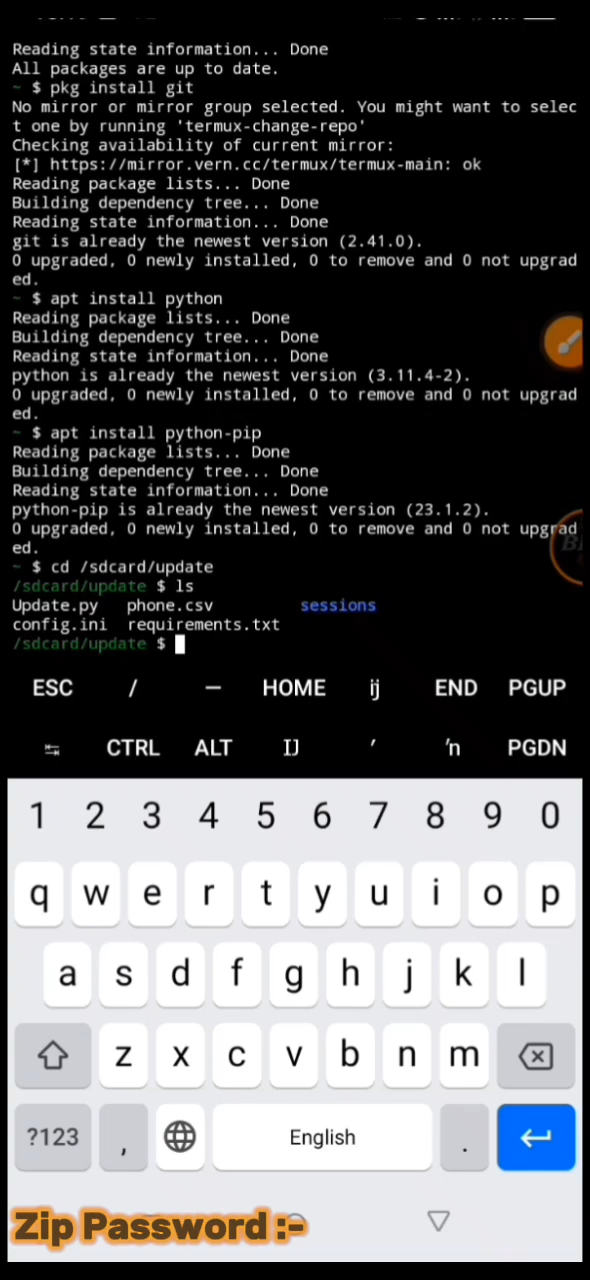 Reading state information... Done
All packages are up to date.
~ $ pkg install git
No mirror or mirror group selected. You might want to selec
t one by running 'termux-change-repo'
Checking availability of current mirror:
[*] https://mirror.vern.cc/termux/termux-main: ok
Reading package lists... Done
Building dependency tree... Done
Reading state information... Done
git is already the newest version (2.41.0).
0 upgraded, 0 newly installed, 0 to remove and 0 not upgrad
ed.
~ $ apt install python
Reading package lists... Done
Building dependency tree... Done
Reading state information... Done
python is already the newest version (3.11.4-2).
0 upgraded, 0 newly installed, 0 to remove and 0 not upgrad
ed.
~ $ apt install python-pip
Reading package lists... Done
Building dependency tree... Done
Reading state information... Done
python-pip is already the newest version (23.1.2).
0 upgraded, 0 newly installed, 0 to remove and 0 not upgrad
ed.
~ $ cd /sdcard/update
/sdcard/update $ ls
Update.py phone.csv sessions
config.ini requirements.txt
/sdcard/update $
ESC / — HOME ij END PGUP
CTRL ALT IJ ′ ŉ PGDN
1 2 3 4 5 6 7 8 9 0
q w e r t y u i o p
a s d f g h j k l
z x c v b n m
?123 , English .
Zip Password :-